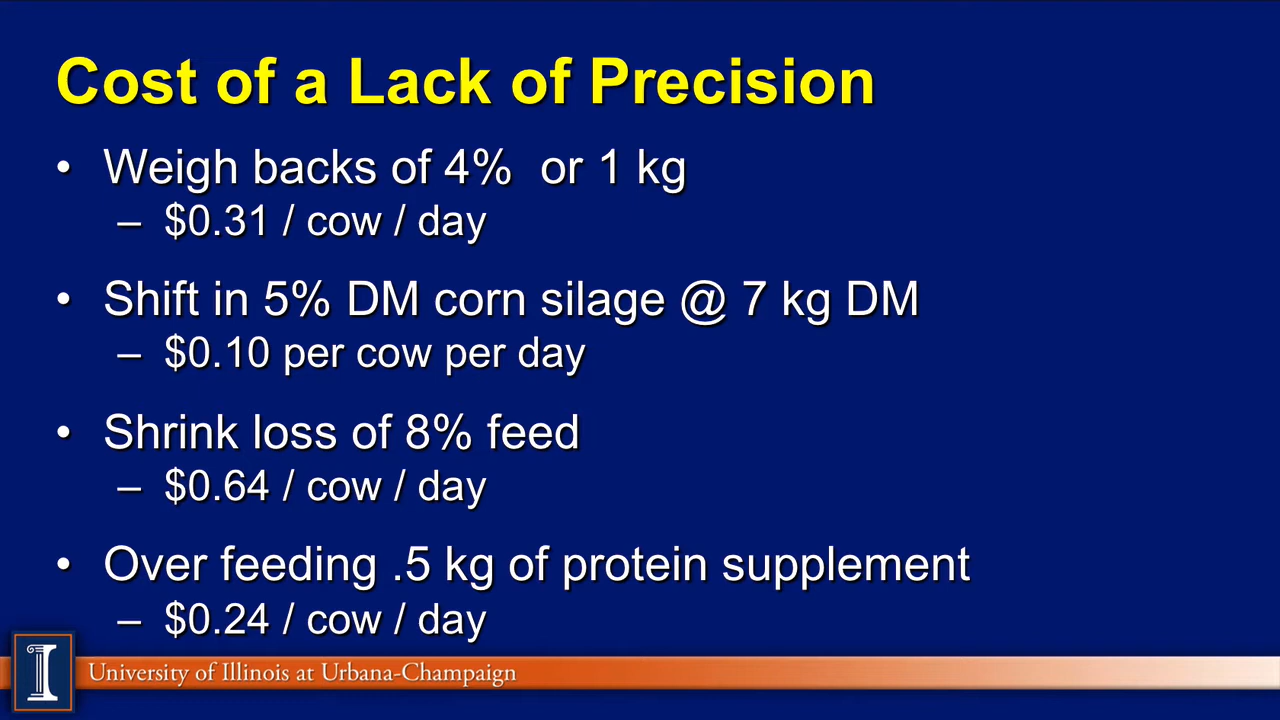 Cost of a Lack of Precision
• Weigh backs of 4% or 1 kg
– $0.31 / cow / day
• Shift in 5% DM corn silage @ 7 kg DM
– $0.10 per cow per day
• Shrink loss of 8% feed
– $0.64 / cow / day
• Over feeding .5 kg of protein supplement
– $0.24 / cow / day
I University of Illinois at Urbana-Champaign